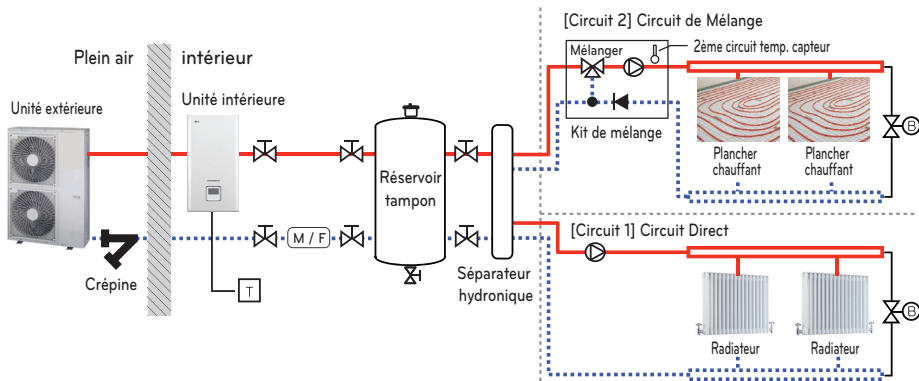 [Circuit 2] Circuit de Mélange
Plein air
intérieur
Mélanger
2ème circuit temp. capteur
Unité extérieure
Unité intérieure
Kit de mélange
Plancher
chauffant
Plancher
chauffant
B
Réservoir
tampon
M / F
Crépine
T
Séparateur
hydronique
[Circuit 1] Circuit Direct
B
Radiateur
Radiateur